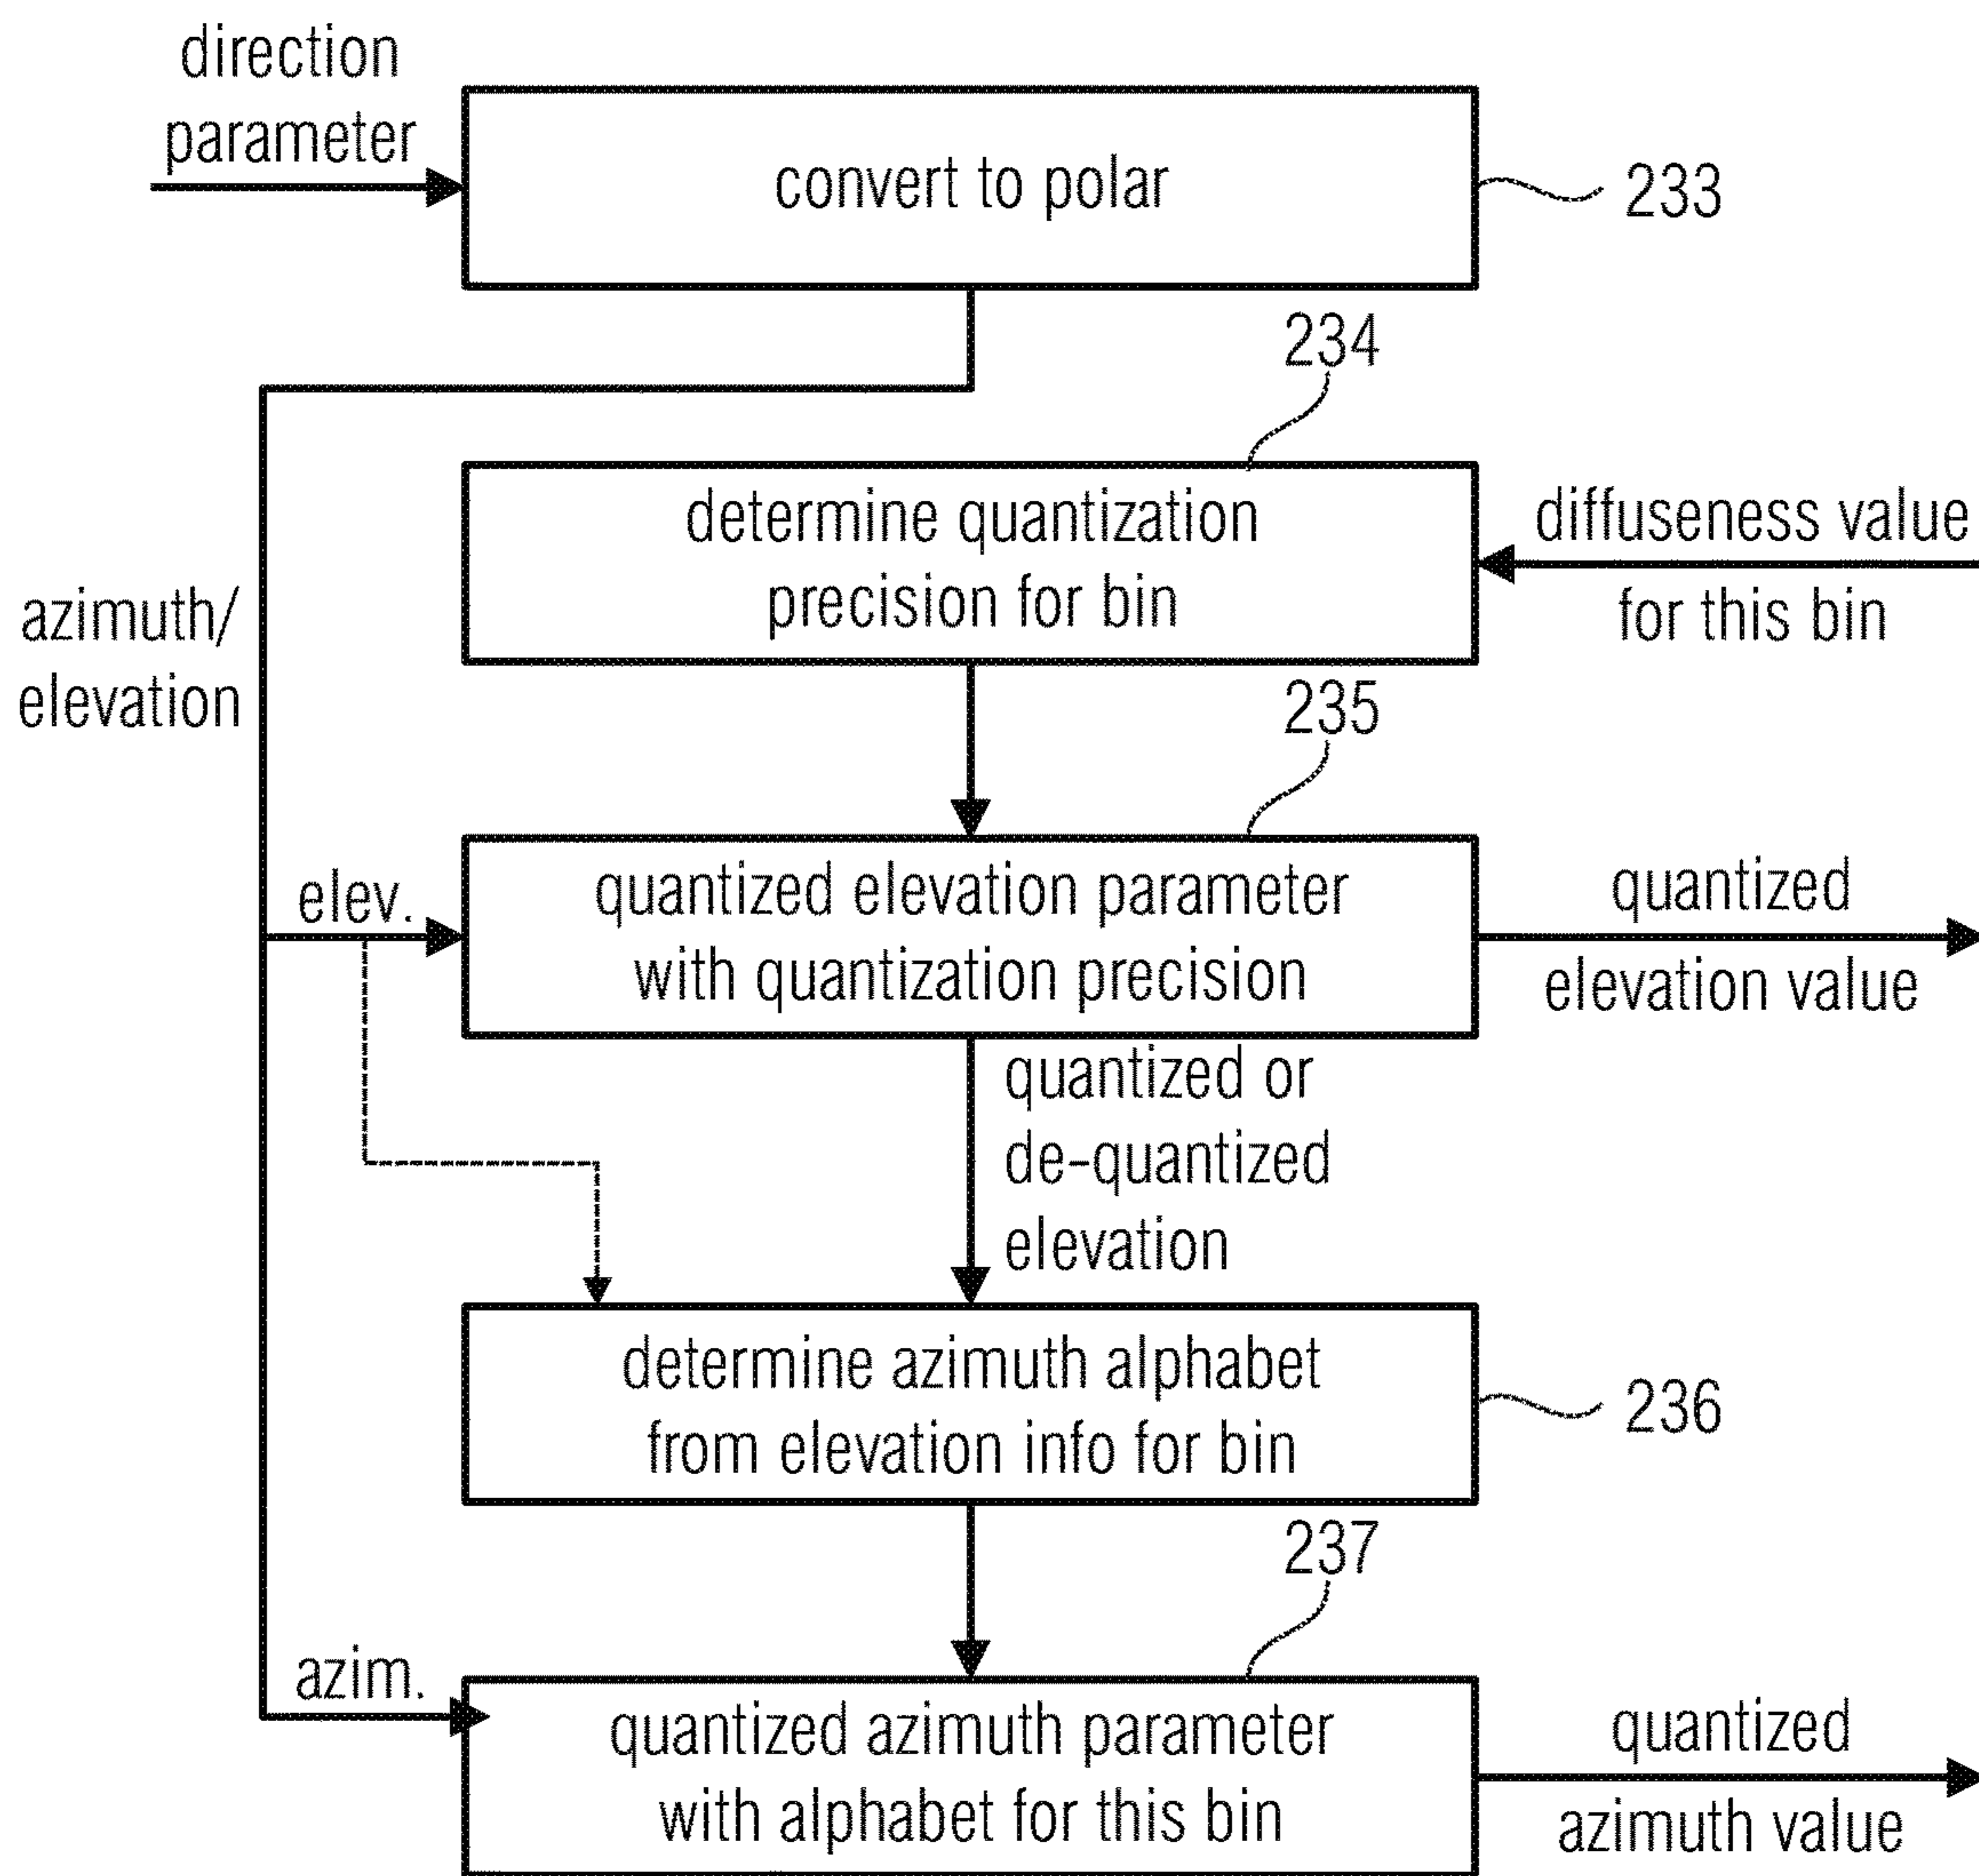 direction
parameter
convert to polar
233
234
determine quantization
precision for bin
diffuseness value
for this bin
azimuth/
elevation
235
elev.
quantized elevation parameter
with quantization precision
quantized
elevation value
quantized or
de-quantized
elevation
determine azimuth alphabet
from elevation info for bin
236
237
azim.
quantized azimuth parameter
with alphabet for this bin
quantized
azimuth value